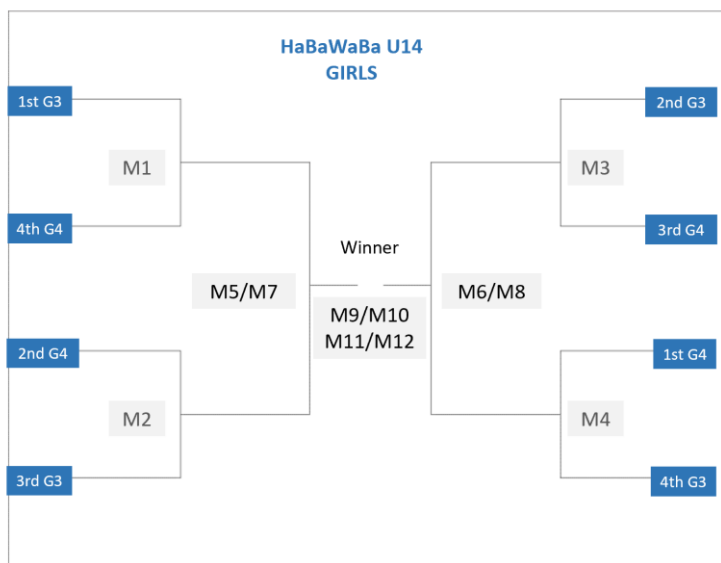 HaBaWaBa U14
GIRLS
1st G3
2nd G3
M1
M3
4th G4
3rd G4
Winner
M5/M7
M6/M8
M9/M10
M11/M12
2nd G4
1st G4
M2
M4
3rd G3
4th G3